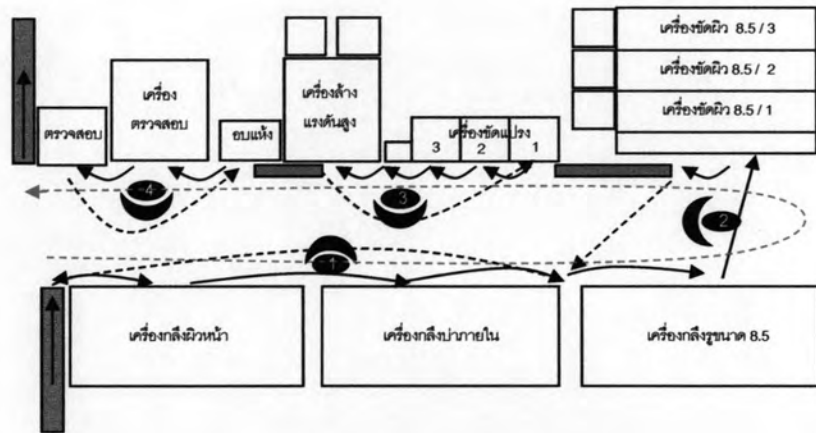 เครื่องขัดผิว 8.5 / 3
เครื่องขัดผิว 8.5 / 2
เครื่องขัดผิว 8.5 / 1
เครื่อง
ตรวจสอบ
ตรวจสอบ
อบแห้ง
เครื่องล้าง
แรงดันสูง
เครื่องขัดแปรง
3 2 1
4
3
2
1
เครื่องกลึงผิวหน้า
เครื่องกลึงบ่าภายใน
เครื่องกลึงรูขนาด 8.5